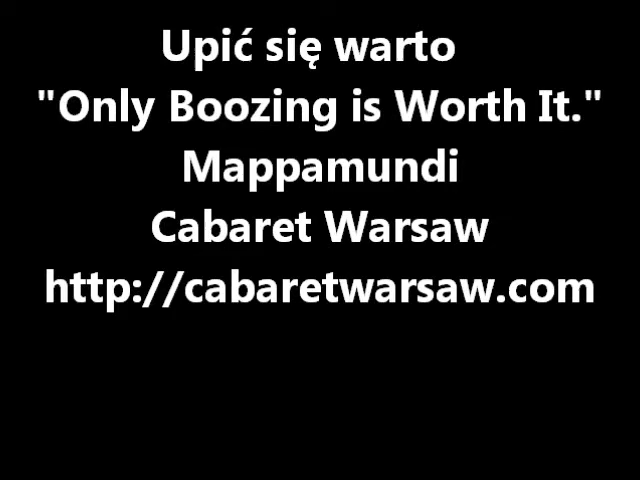 Upić się warto
"Only Boozing is Worth It."
Mappamundi
Cabaret Warsaw
http://cabaretwarsaw.com